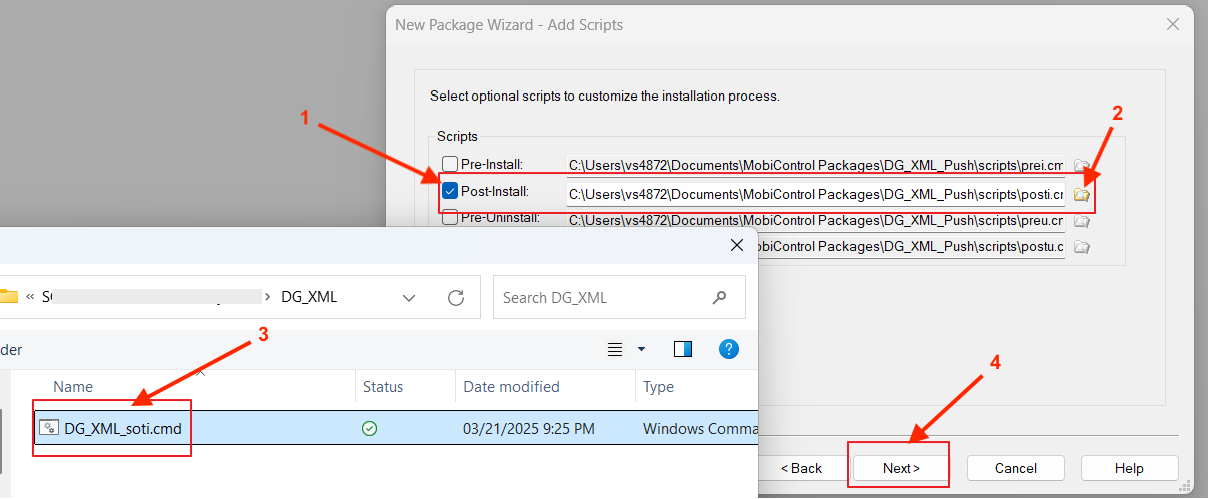 New Package Wizard - Add Scripts
Select optional scripts to customize the installation process.
1
2
Scripts
Pre-Install: C:\Users\vs4872\Documents\MobiControl Packages\DG_XML_Push\scripts\prei.cm
Post-Install: C:\Users\vs4872\Documents\MobiControl Packages\DG_XML_Push\scripts\posti.cm
Pre-Uninstall: C:\Users\vs4872\Documents\MobiControl Packages\DG_XML_Push\scripts\preu.cm
MobiControl Packages\DG_XML_Push\scripts\postu.c
« DG_XML
Search DG_XML
3
der
4
Name Status Date modified Type
DG_XML_soti.cmd 03/21/2025 9:25 PM Windows Comma
< Back Next > Cancel Help